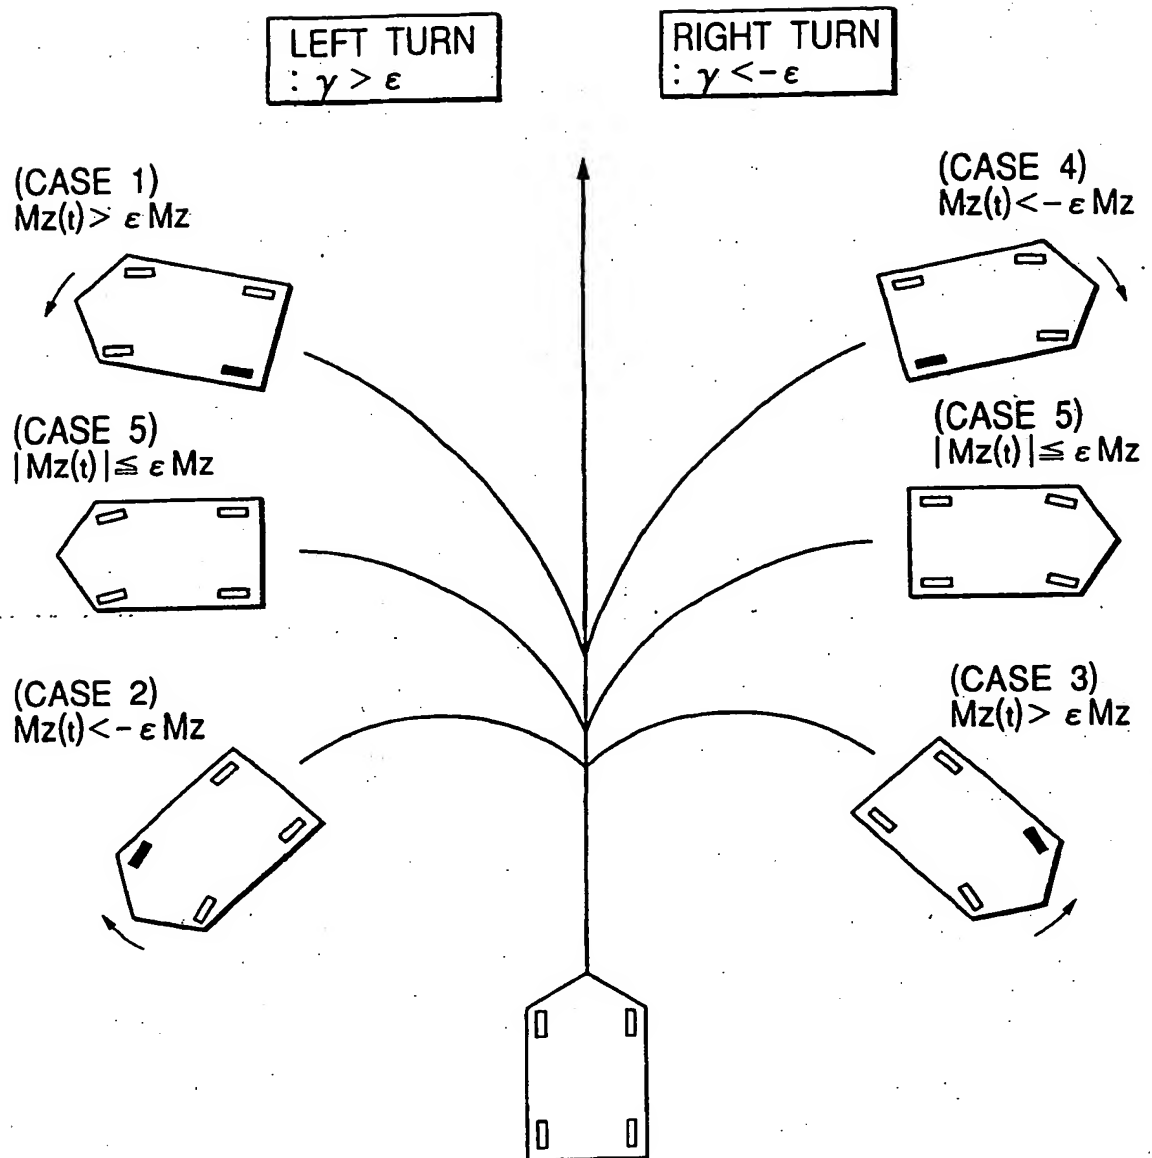 LEFT TURN
: γ > ε
RIGHT TURN
: γ < -ε
(CASE 1)
Mz(t) > εMz
(CASE 4)
Mz(t) < -εMz
(CASE 5)
|Mz(t)| ≦ εMz
(CASE 5)
|Mz(t)| ≦ εMz
(CASE 2)
Mz(t) < -εMz
(CASE 3)
Mz(t) > εMz